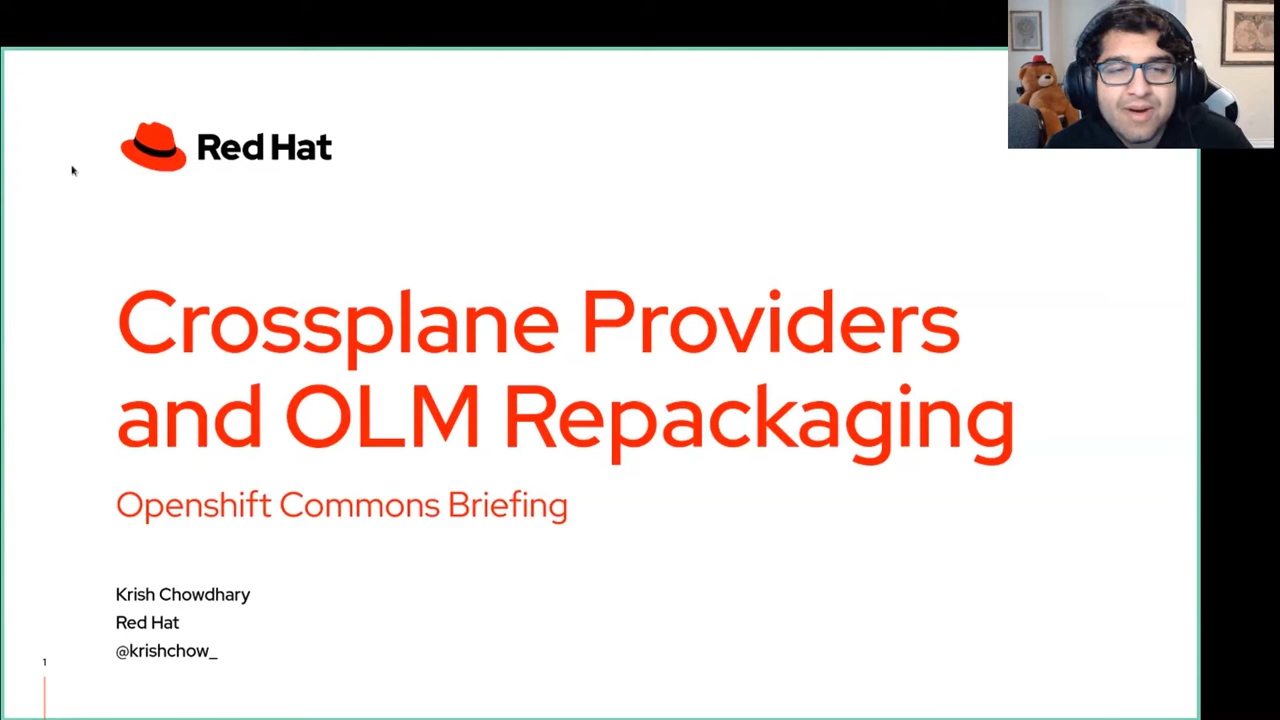 Red Hat
Crossplane Providers
and OLM Repackaging
Openshift Commons Briefing
Krish Chowdhary
Red Hat
@krishchow_
1